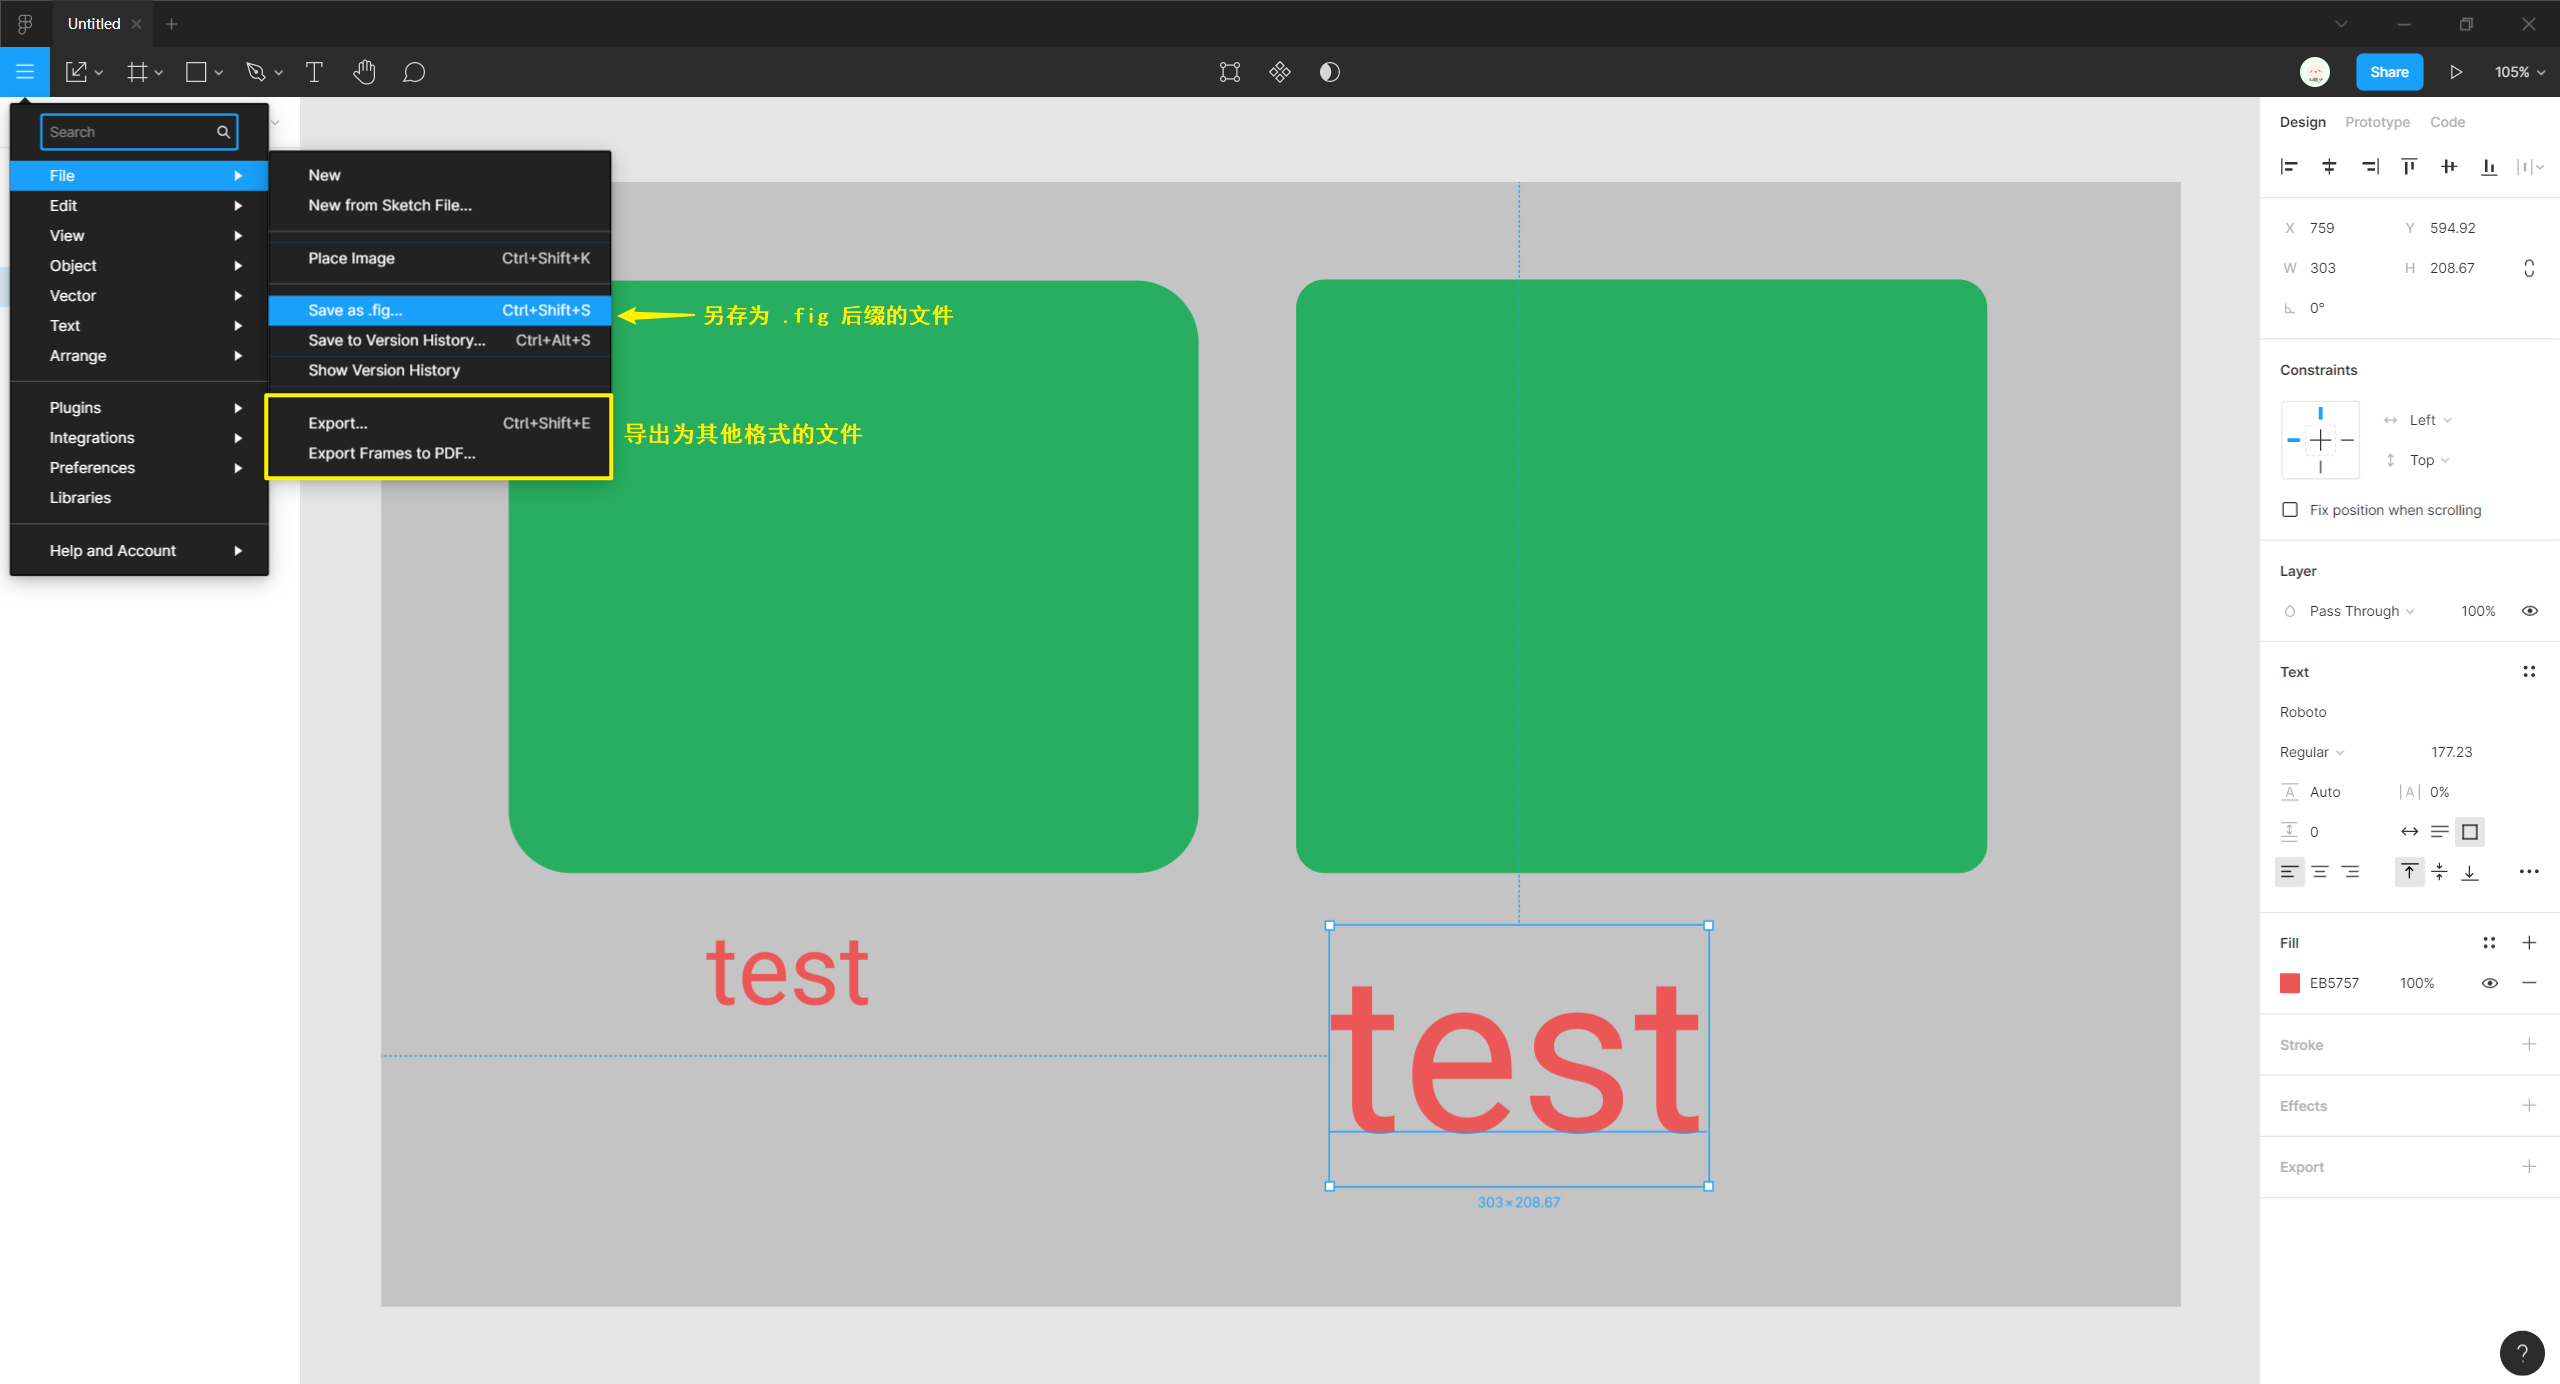 Untitled
Share
105%
Search
File
Edit
View
Object
Vector
Text
Arrange
Plugins
Integrations
Preferences
Libraries
Help and Account
New
New from Sketch File...
Place Image Ctrl+Shift+K
Save as .fig... Ctrl+Shift+S
Save to Version History... Ctrl+Alt+S
Show Version History
Export... Ctrl+Shift+E
Export Frames to PDF...
另存为 .fig 后缀的文件
导出为其他格式的文件
test
test
303×208.67
Design Prototype Code
X 759 Y 594.92
W 303 H 208.67
0°
Constraints
Left
Top
Fix position when scrolling
Layer
Pass Through 100%
Text
Roboto
Regular 177.23
A Auto |A| 0%
0
Fill
EB5757 100%
Stroke
Effects
Export
?